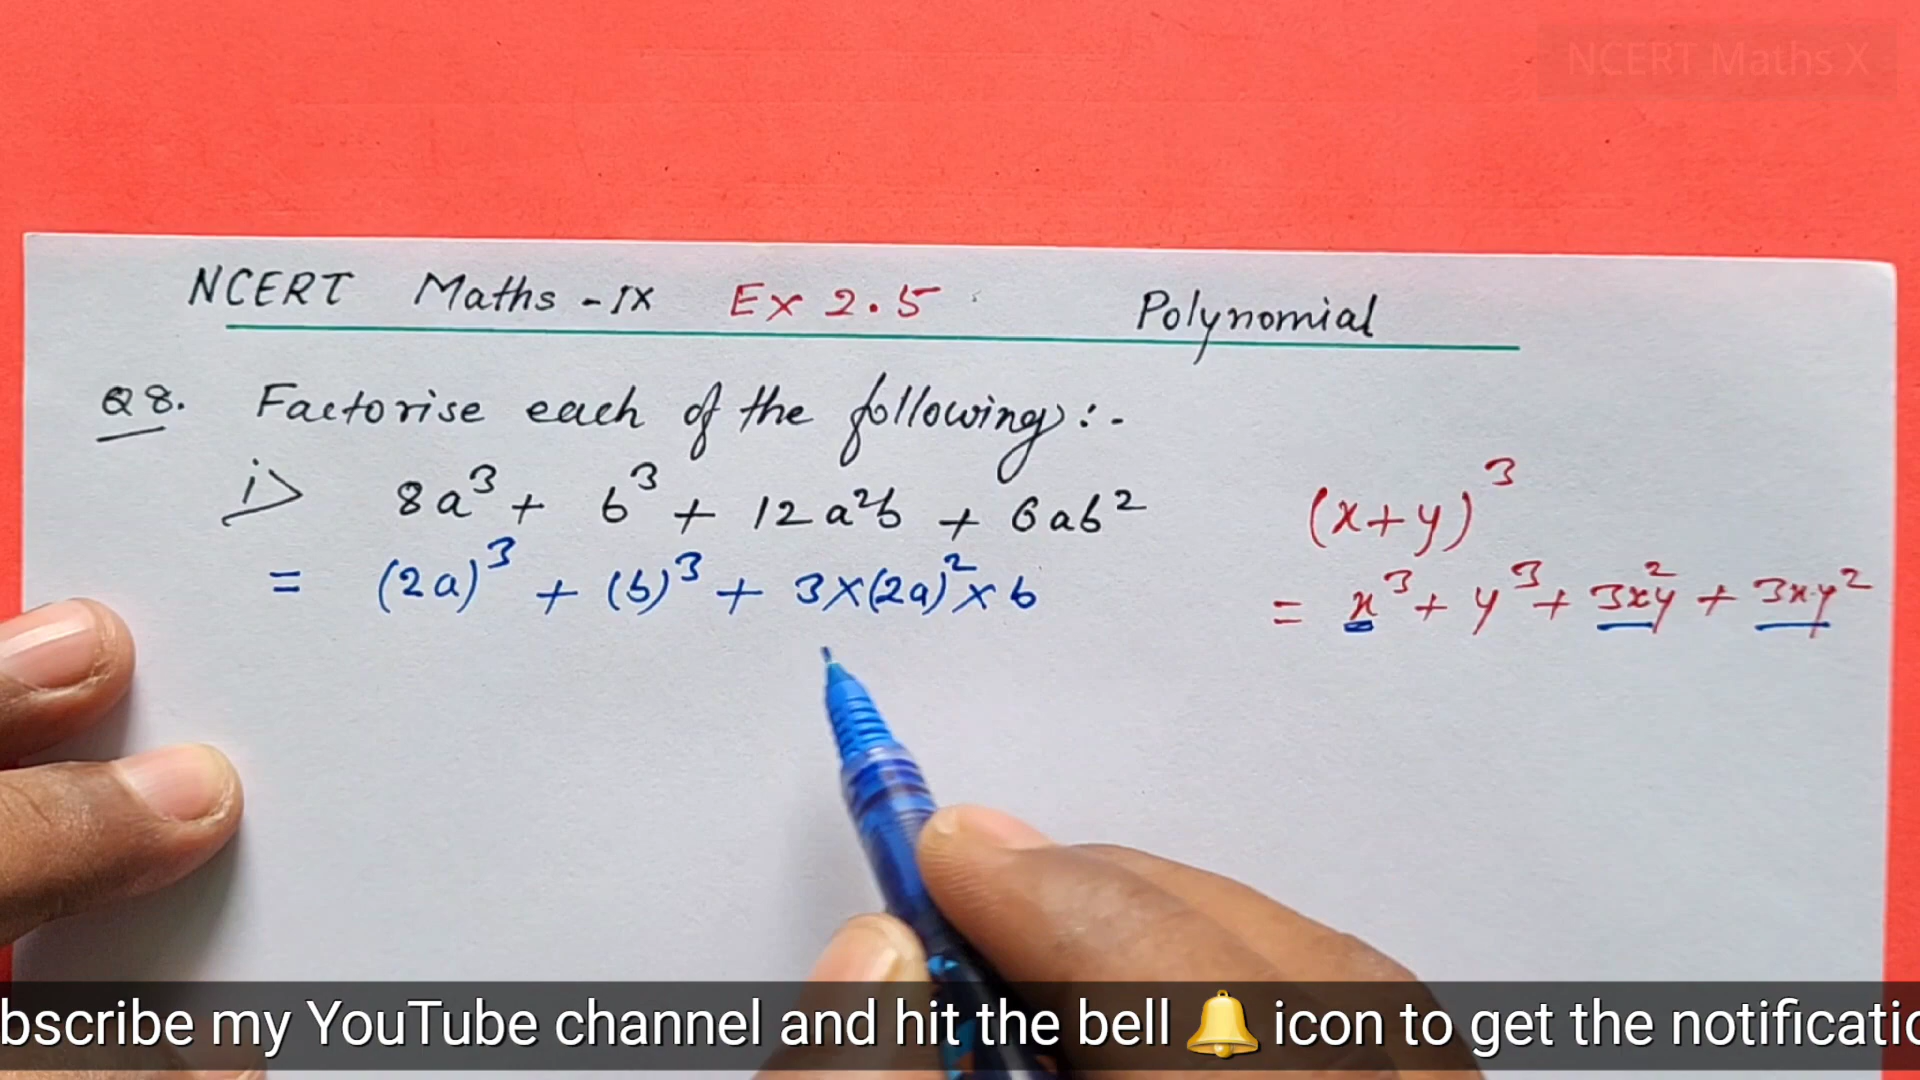 NCERT Maths X
NCERT Maths - IX Ex 2.5 Polynomial
Q8. Factorise each of the following:-
i> 8a³ + b³ + 12a²b + 6ab²
= (2a)³ + (b)³ + 3×(2a)²×b
(x+y)³
= x³ + y³ + 3x²y + 3xy²
bscribe my YouTube channel and hit the bell 🔔 icon to get the notificatio